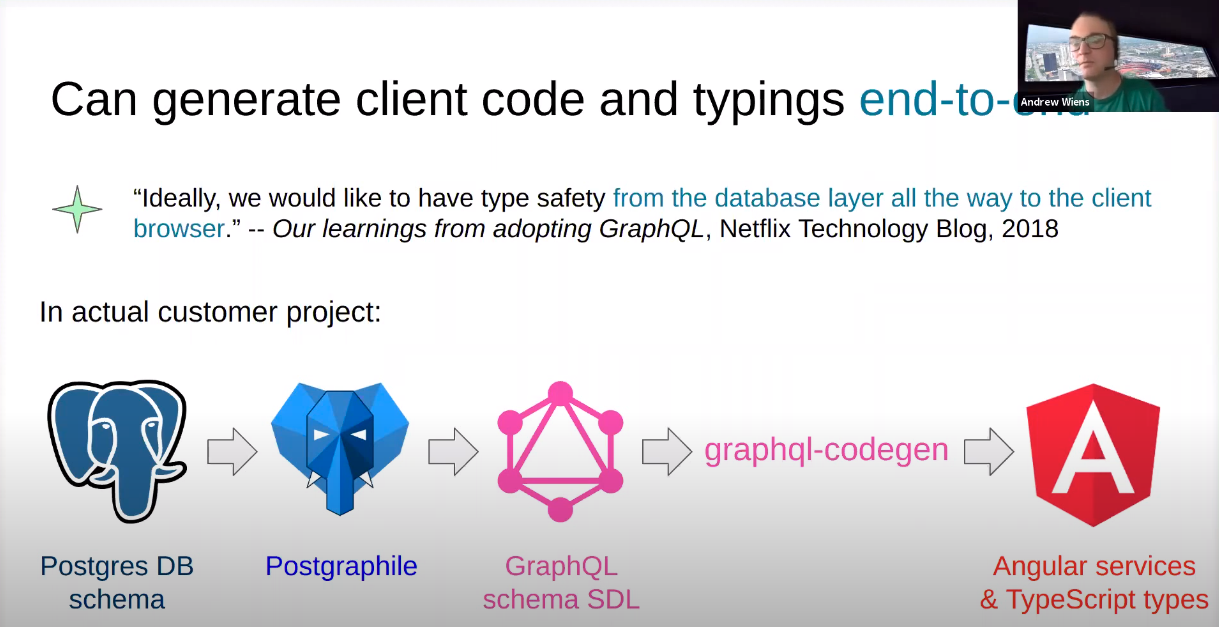 Can generate client code and typings end-to-end
Andrew Wiens
“Ideally, we would like to have type safety from the database layer all the way to the client
browser.” -- Our learnings from adopting GraphQL, Netflix Technology Blog, 2018
In actual customer project:
graphql-codegen
Postgres DB
schema
Postgraphile
GraphQL
schema SDL
Angular services
& TypeScript types